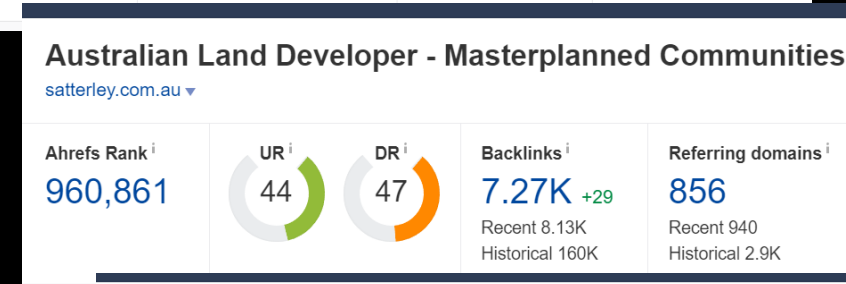 Australian Land Developer - Masterplanned Communities
satterley.com.au
Ahrefs Rank i
960,861
UR i
44
DR i
47
Backlinks i
7.27K +29
Recent 8.13K
Historical 160K
Referring domains i
856
Recent 940
Historical 2.9K